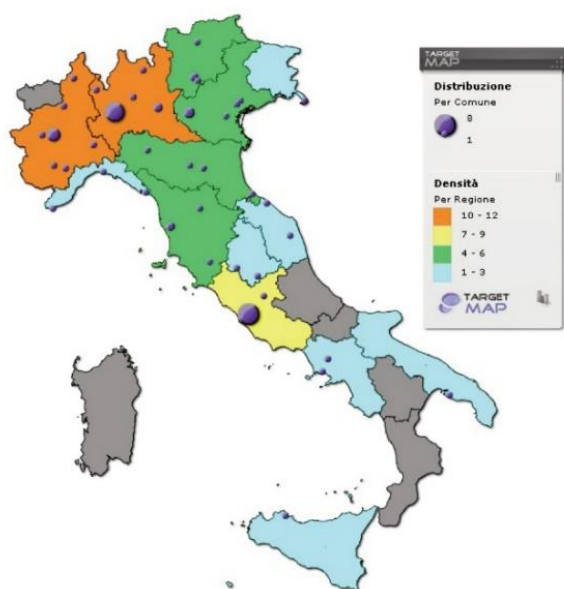 TARGET
MAP
Distribuzione
Per Comune
8
1
Densità
Per Regione
10 - 12
7 - 9
4 - 6
1 - 3
TARGET
MAP